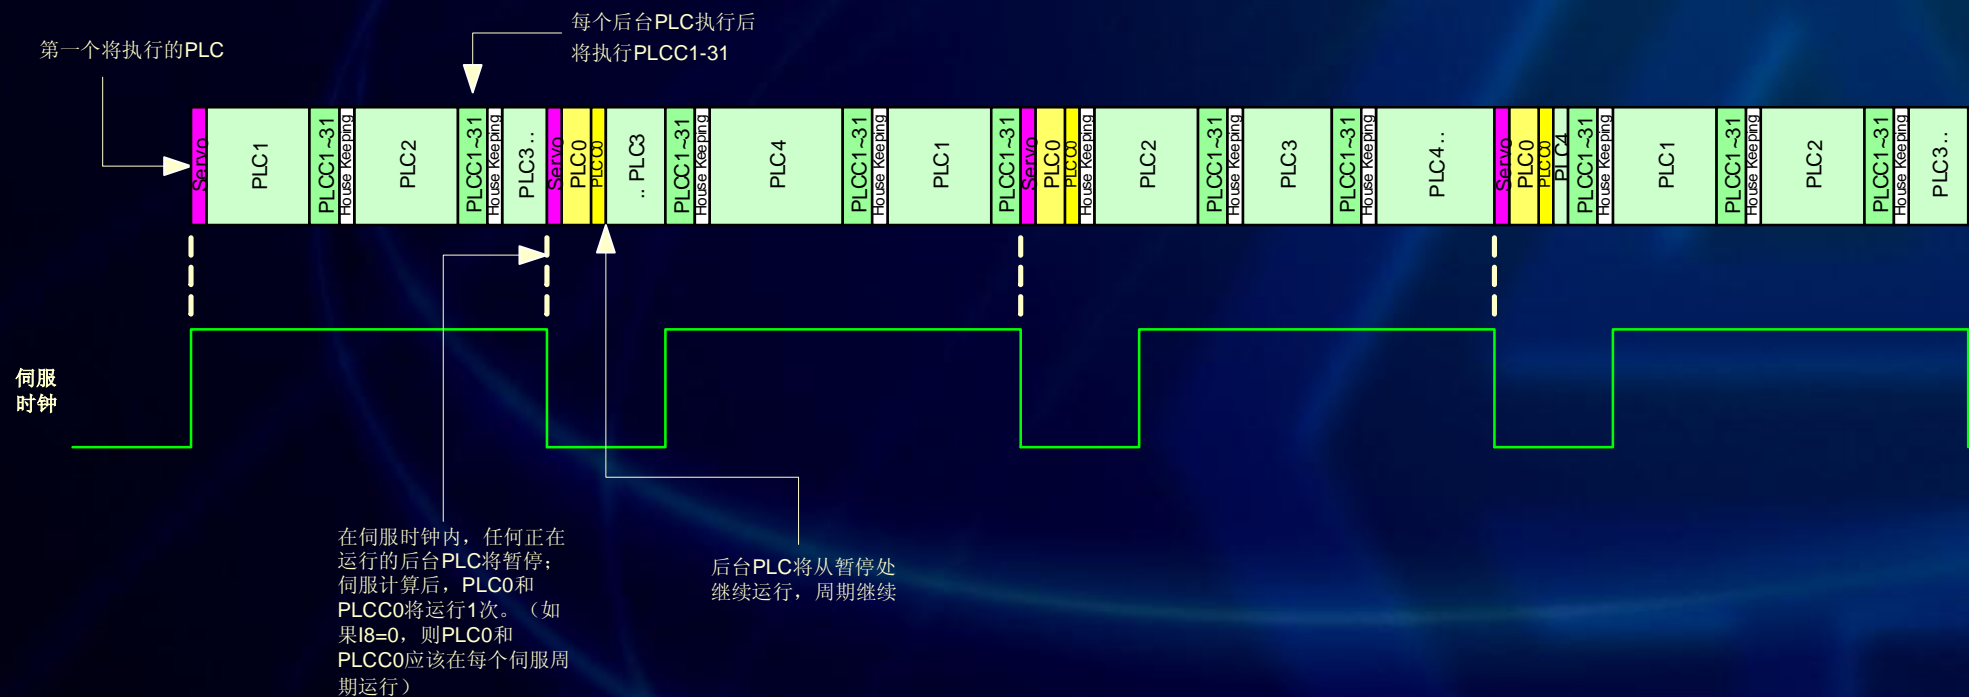 第一个将执行的PLC
每个后台PLC执行后
将执行PLCC1-31
Servo
PLC1
PLCC1~31
House Keeping
PLC2
PLCC1~31
House Keeping
PLC3..
Servo
PLC0
PLCC0
.. PLC3
PLCC1~31
House Keeping
PLC4
PLCC1~31
House Keeping
PLC1
PLCC1~31
Servo
PLC0
PLCC0
House Keeping
PLC2
PLCC1~31
House Keeping
PLC3
PLCC1~31
House Keeping
PLC4..
Servo
PLC0
PLCC0
PLC4
PLCC1~31
House Keeping
PLC1
PLCC1~31
House Keeping
PLC2
PLCC1~31
House Keeping
PLC3..
伺服
时钟
在伺服时钟内，任何正在
运行的后台PLC将暂停；
伺服计算后，PLC0和
PLCC0将运行1次。（如
果I8=0，则PLC0和
PLCC0应该在每个伺服周
期运行）
后台PLC将从暂停处
继续运行，周期继续